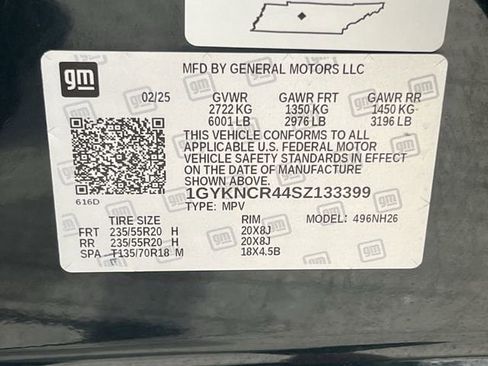 gm
MFD BY GENERAL MOTORS LLC
02/25 GVWR GAWR FRT GAWR RR
2722 KG 1350 KG 1450 KG
6001 LB 2976 LB 3196 LB
THIS VEHICLE CONFORMS TO ALL
APPLICABLE U.S. FEDERAL MOTOR
VEHICLE SAFETY STANDARDS IN EFFECT
ON THE DATE OF MANUFACTURE
SHOWN ABOVE.
1GYKNCR44SZ133399
616D TYPE: MPV
TIRE SIZE RIM MODEL: 496NH26
FRT 235/55R20 H 20X8J
RR 235/55R20 H 20X8J
SPA T135/70R18 M 18X4.5B